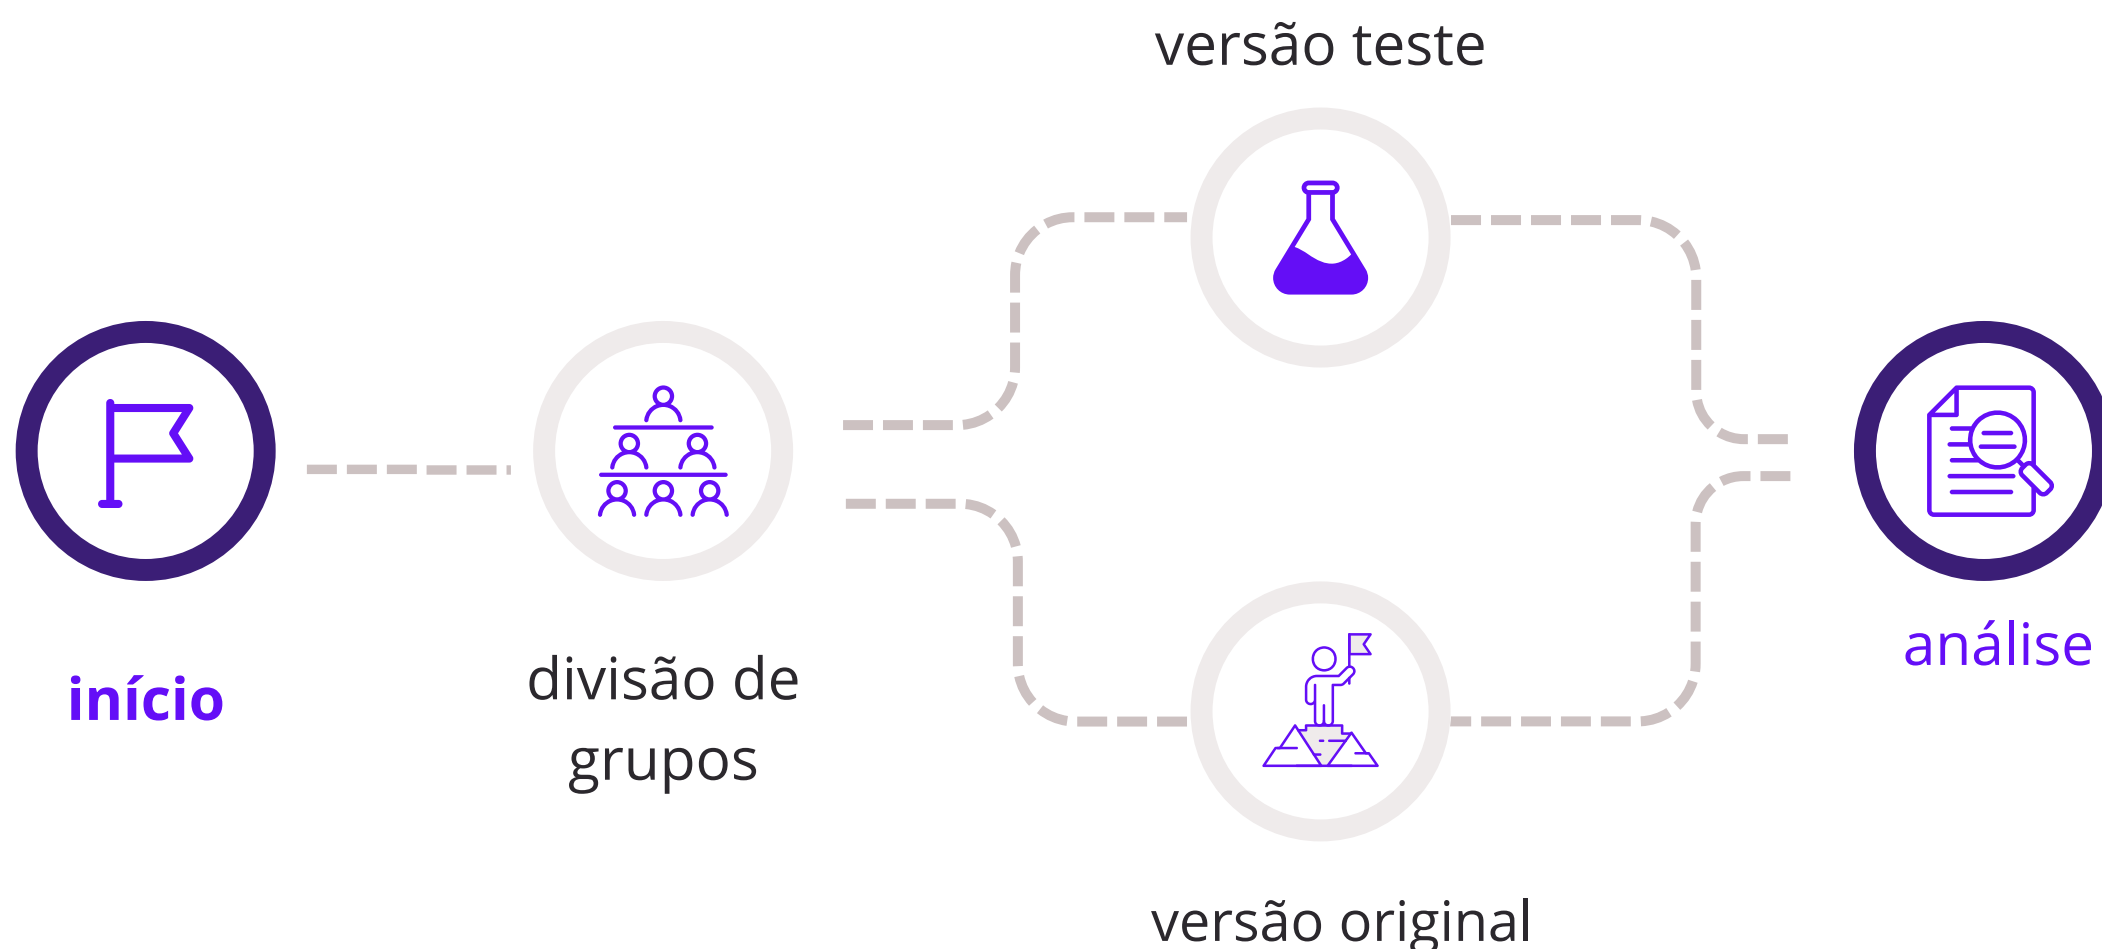 versão teste
início
divisão de
grupos
versão original
análise